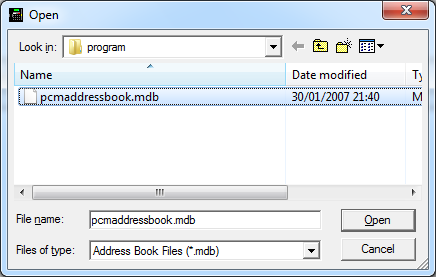 Open
Look in: program
Name Date modified Ty
pcmaddressbook.mdb 30/01/2007 21:40 M
File name: pcmaddressbook.mdb Open
Files of type: Address Book Files (*.mdb) Cancel